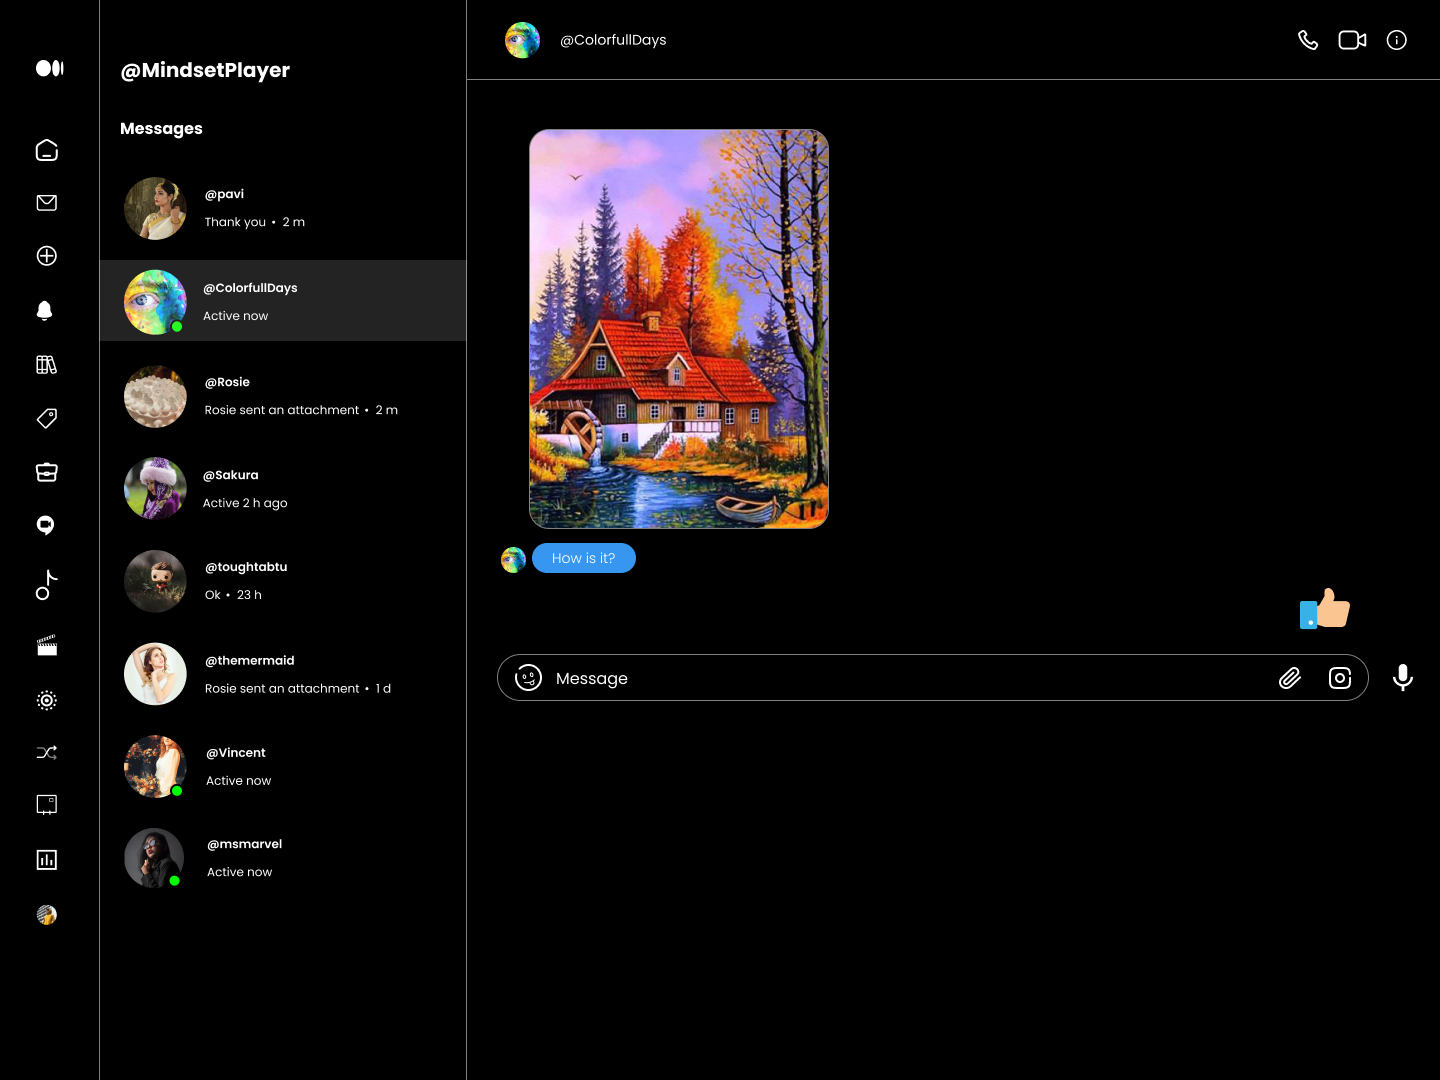 @MindsetPlayer
Messages
@pavi
Thank you • 2 m
@ColorfullDays
Active now
@Rosie
Rosie sent an attachment • 2 m
@Sakura
Active 2 h ago
@toughtabtu
Ok • 23 h
@themermaid
Rosie sent an attachment • 1 d
@Vincent
Active now
@msmarvel
Active now
@ColorfullDays
How is it?
Message